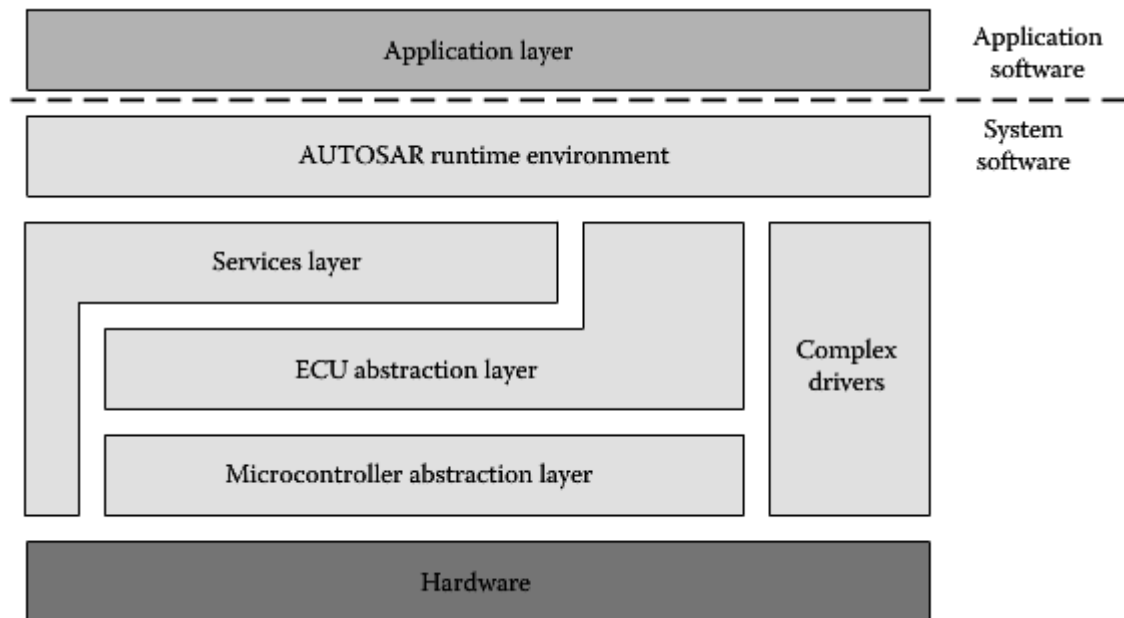 Application layer
Application
software
AUTOSAR runtime environment
System
software
Services layer
ECU abstraction layer
Complex
drivers
Microcontroller abstraction layer
Hardware